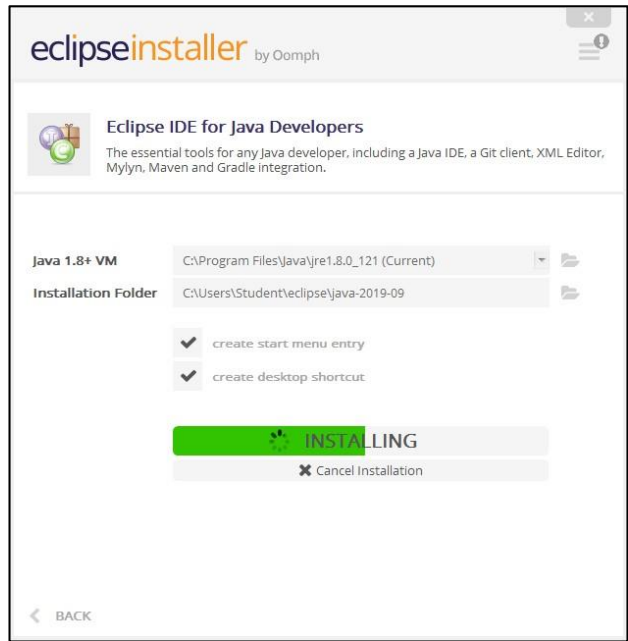 eclipseinstaller by Oomph
Eclipse IDE for Java Developers
The essential tools for any Java developer, including a Java IDE, a Git client, XML Editor,
Mylyn, Maven and Gradle integration.
Java 1.8+ VM C:\Program Files\Java\jre1.8.0_121 (Current)
Installation Folder C:\Users\Student\eclipse\java-2019-09
create start menu entry
create desktop shortcut
INSTALLING
Cancel Installation
BACK